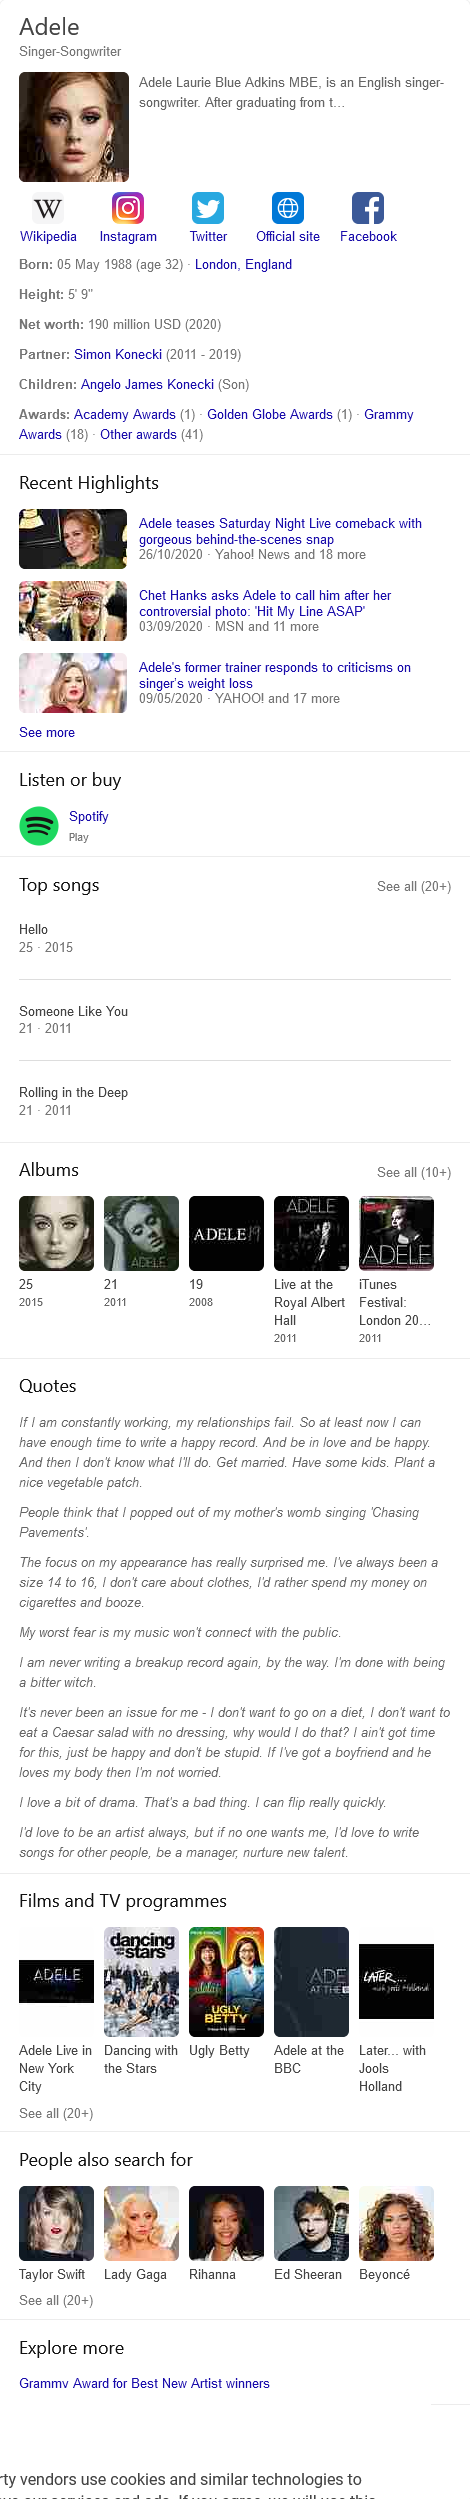 Adele
Singer-Songwriter
Adele Laurie Blue Adkins MBE, is an English singer-
songwriter. After graduating from t...
Wikipedia
Instagram
Twitter
Official site
Facebook
Born: 05 May 1988 (age 32) · London, England
Height: 5' 9"
Net worth: 190 million USD (2020)
Partner: Simon Konecki (2011 - 2019)
Children: Angelo James Konecki (Son)
Awards: Academy Awards (1) · Golden Globe Awards (1) · Grammy
Awards (18) · Other awards (41)
Recent Highlights
Adele teases Saturday Night Live comeback with
gorgeous behind-the-scenes snap
26/10/2020 · Yahoo! News and 18 more
Chet Hanks asks Adele to call him after her
controversial photo: 'Hit My Line ASAP'
03/09/2020 · MSN and 11 more
Adele's former trainer responds to criticisms on
singer's weight loss
09/05/2020 · YAHOO! and 17 more
See more
Listen or buy
Spotify
Play
Top songs
See all (20+)
Hello
25 · 2015
Someone Like You
21 · 2011
Rolling in the Deep
21 · 2011
Albums
See all (10+)
ADELE
ADELE 19
ADELE
ADELE
25
2015
21
2011
19
2008
Live at the
Royal Albert
Hall
2011
iTunes
Festival:
London 20...
2011
Quotes
If I am constantly working, my relationships fail. So at least now I can
have enough time to write a happy record. And be in love and be happy.
And then I don't know what I'll do. Get married. Have some kids. Plant a
nice vegetable patch.
People think that I popped out of my mother's womb singing 'Chasing
Pavements'.
The focus on my appearance has really surprised me. I've always been a
size 14 to 16, I don't care about clothes, I'd rather spend my money on
cigarettes and booze.
My worst fear is my music won't connect with the public.
I am never writing a breakup record again, by the way. I'm done with being
a bitter witch.
It's never been an issue for me - I don't want to go on a diet, I don't want to
eat a Caesar salad with no dressing, why would I do that? I ain't got time
for this, just be happy and don't be stupid. If I've got a boyfriend and he
loves my body then I'm not worried.
I love a bit of drama. That's a bad thing. I can flip really quickly.
I'd love to be an artist always, but if no one wants me, I'd love to write
songs for other people, be a manager, nurture new talent.
Films and TV programmes
ADELE
dancing
stars
UGLY
BETTY
ADE
AT THE B
LATER...
with Jools Holland
Adele Live in
New York
City
Dancing with
the Stars
Ugly Betty
Adele at the
BBC
Later... with
Jools
Holland
See all (20+)
People also search for
Taylor Swift
Lady Gaga
Rihanna
Ed Sheeran
Beyoncé
See all (20+)
Explore more
Grammy Award for Best New Artist winners
rty vendors use cookies and similar technologies to